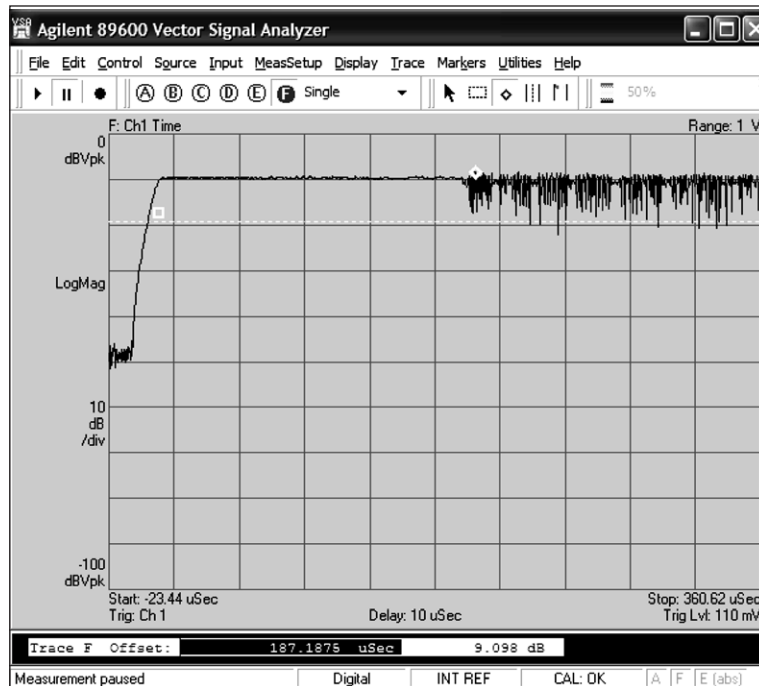 VSA Agilent 89600 Vector Signal Analyzer
File Edit Control Source Input MeasSetup Display Trace Markers Utilities Help
A B C D E F Single 50%
F: Ch1 Time Range: 1 V
0
dBVpk
LogMag
10
dB
/div
-100
dBVpk
Start: -23.44 uSec Stop: 360.62 uSec
Trig: Ch 1 Delay: 10 uSec Trig Lvl: 110 mV
Trace F Offset: 187.1875 uSec 9.098 dB
Measurement paused Digital INT REF CAL: OK A F E (abs)